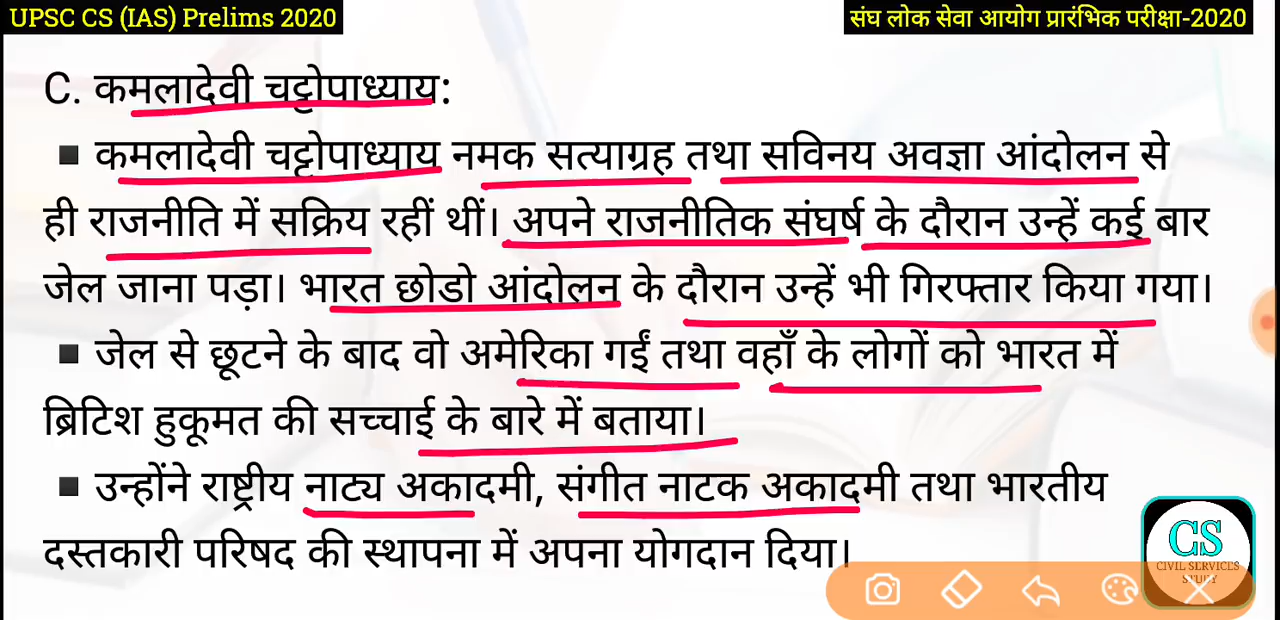 UPSC CS (IAS) Prelims 2020
संघ लोक सेवा आयोग प्रारंभिक परीक्षा-2020
C. कमलादेवी चट्टोपाध्याय:
▪ कमलादेवी चट्टोपाध्याय नमक सत्याग्रह तथा सविनय अवज्ञा आंदोलन से
ही राजनीति में सक्रिय रहीं थीं। अपने राजनीतिक संघर्ष के दौरान उन्हें कई बार
जेल जाना पड़ा। भारत छोडो आंदोलन के दौरान उन्हें भी गिरफ्तार किया गया।
▪ जेल से छूटने के बाद वो अमेरिका गईं तथा वहाँ के लोगों को भारत में
ब्रिटिश हुकूमत की सच्चाई के बारे में बताया।
▪ उन्होंने राष्ट्रीय नाट्य अकादमी, संगीत नाटक अकादमी तथा भारतीय
दस्तकारी परिषद की स्थापना में अपना योगदान दिया।
CS
CIVIL SERVICES
STUDY